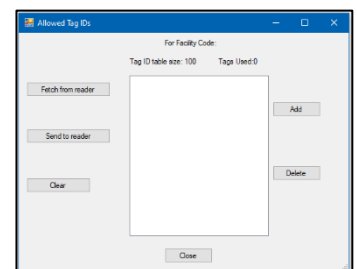 Allowed Tag IDs
For Facility Code:
Tag ID table size: 100 Tags Used:0
Fetch from reader
Add
Send to reader
Delete
Clear
Close